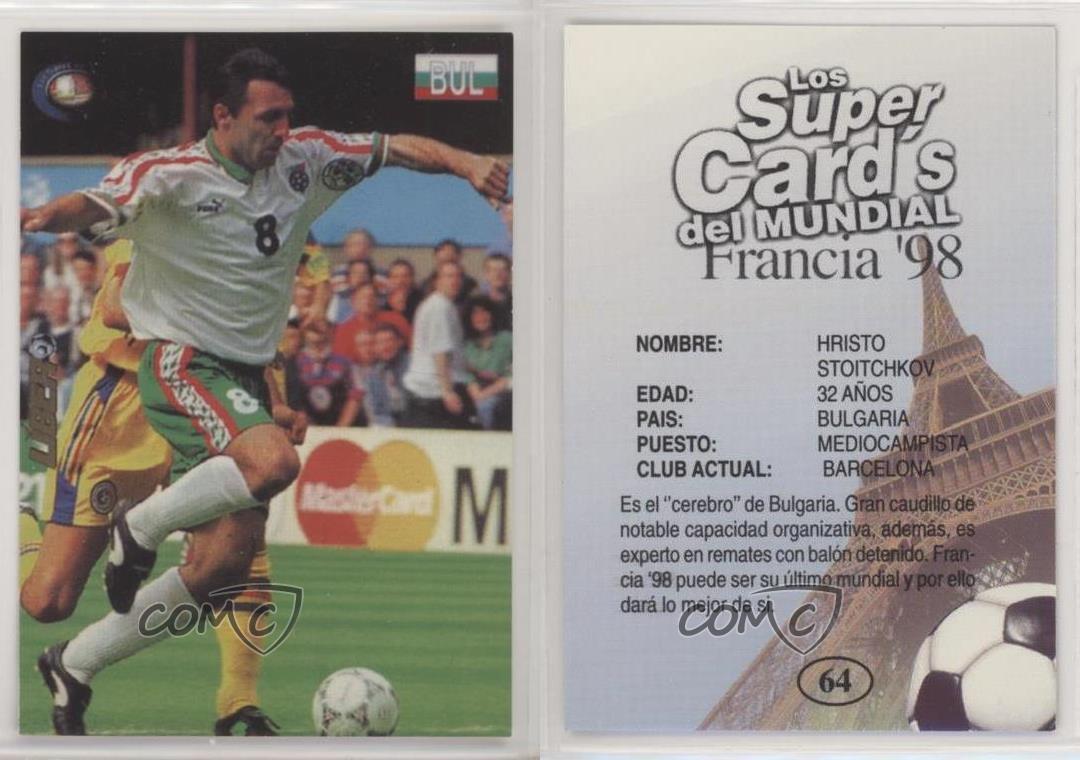 BUL
PUMA
8
8
LIBERO
MasterCard
M
COMC
Los
Super
Card's
del MUNDIAL
Francia '98
NOMBRE: HRISTO
STOITCHKOV
EDAD: 32 AÑOS
PAIS: BULGARIA
PUESTO: MEDIOCAMPISTA
CLUB ACTUAL: BARCELONA
Es el "cerebro" de Bulgaria. Gran caudillo de
notable capacidad organizativa, además, es
experto en remates con balón detenido. Fran-
cia '98 puede ser su último mundial y por ello
dará lo mejor de si.
COMC
64